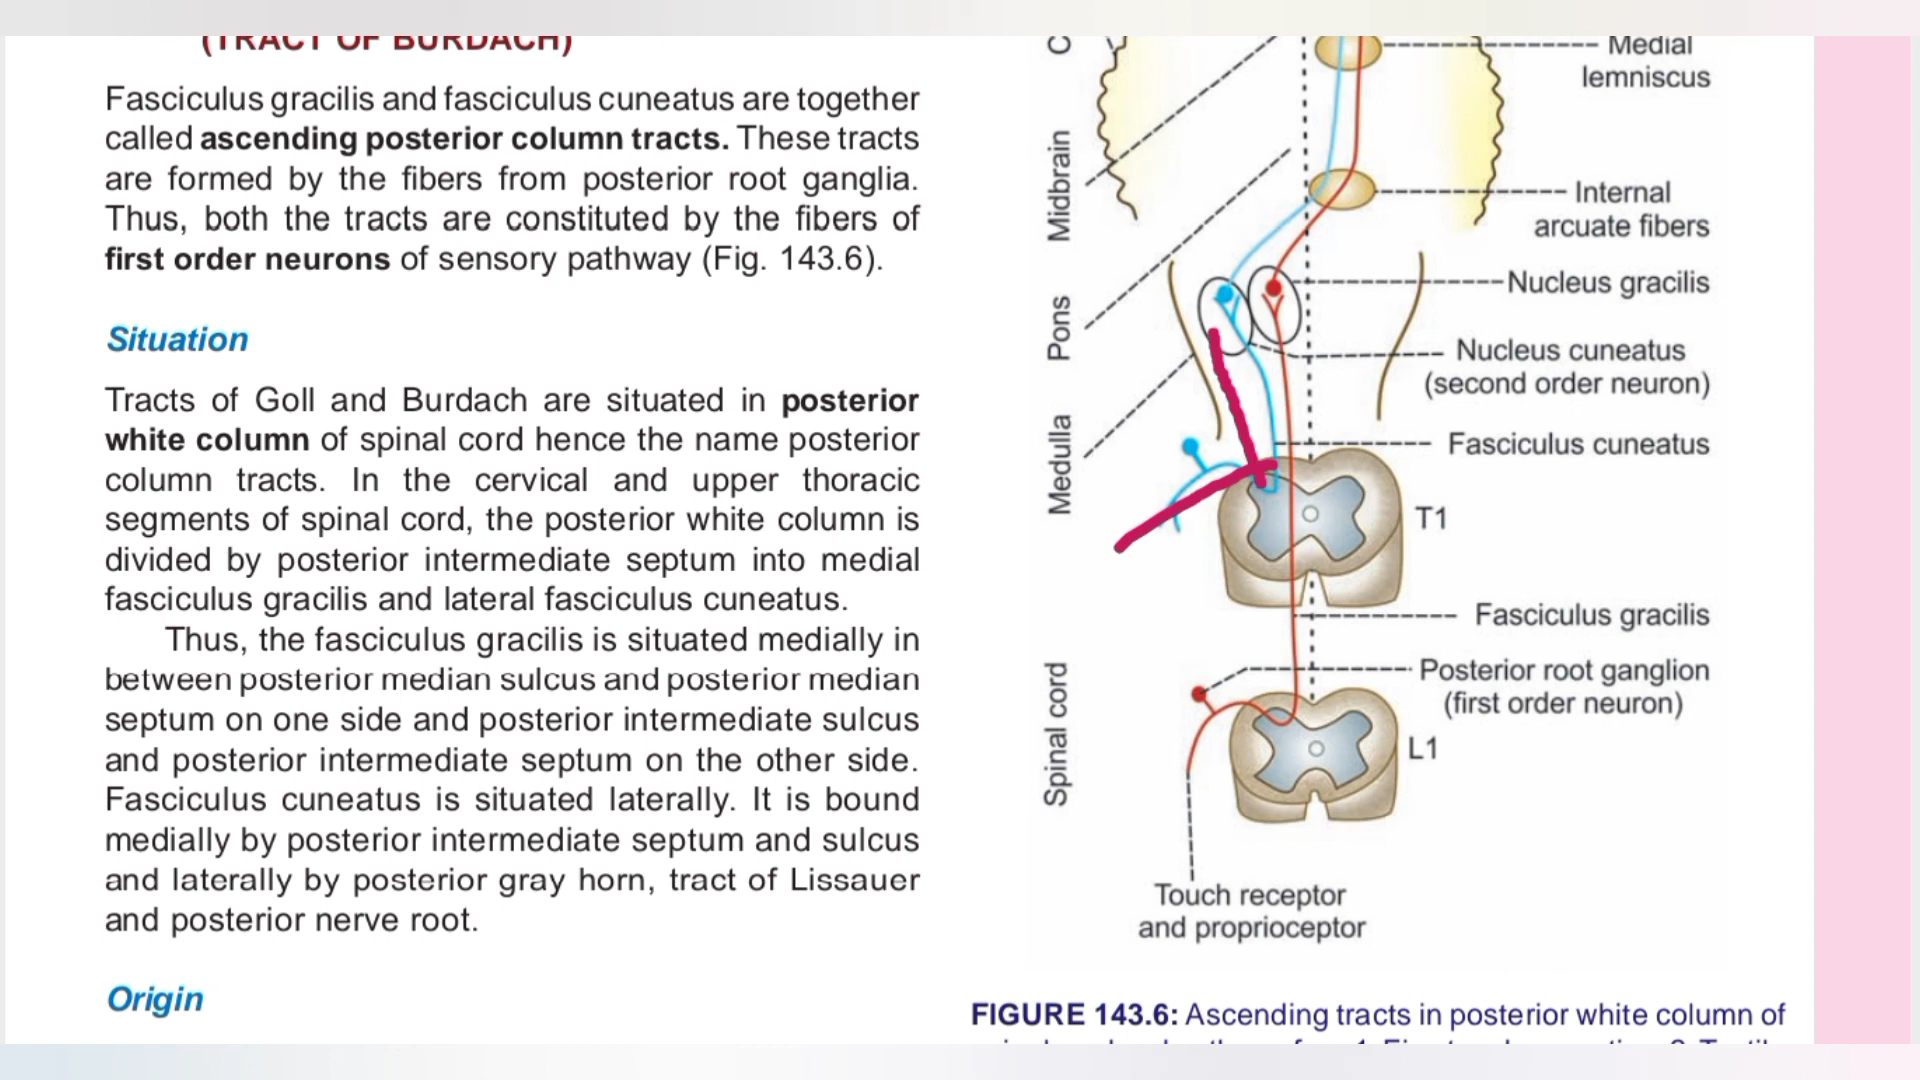 (TRACT OF BURDACH)
Fasciculus gracilis and fasciculus cuneatus are together
called ascending posterior column tracts. These tracts
are formed by the fibers from posterior root ganglia.
Thus, both the tracts are constituted by the fibers of
first order neurons of sensory pathway (Fig. 143.6).
Situation
Tracts of Goll and Burdach are situated in posterior
white column of spinal cord hence the name posterior
column tracts. In the cervical and upper thoracic
segments of spinal cord, the posterior white column is
divided by posterior intermediate septum into medial
fasciculus gracilis and lateral fasciculus cuneatus.
Thus, the fasciculus gracilis is situated medially in
between posterior median sulcus and posterior median
septum on one side and posterior intermediate sulcus
and posterior intermediate septum on the other side.
Fasciculus cuneatus is situated laterally. It is bound
medially by posterior intermediate septum and sulcus
and laterally by posterior gray horn, tract of Lissauer
and posterior nerve root.
Origin
Midbrain
Pons
Medulla
Spinal cord
Medial
lemniscus
Internal
arcuate fibers
Nucleus gracilis
Nucleus cuneatus
(second order neuron)
Fasciculus cuneatus
T1
Fasciculus gracilis
Posterior root ganglion
(first order neuron)
L1
Touch receptor
and proprioceptor
FIGURE 143.6: Ascending tracts in posterior white column of